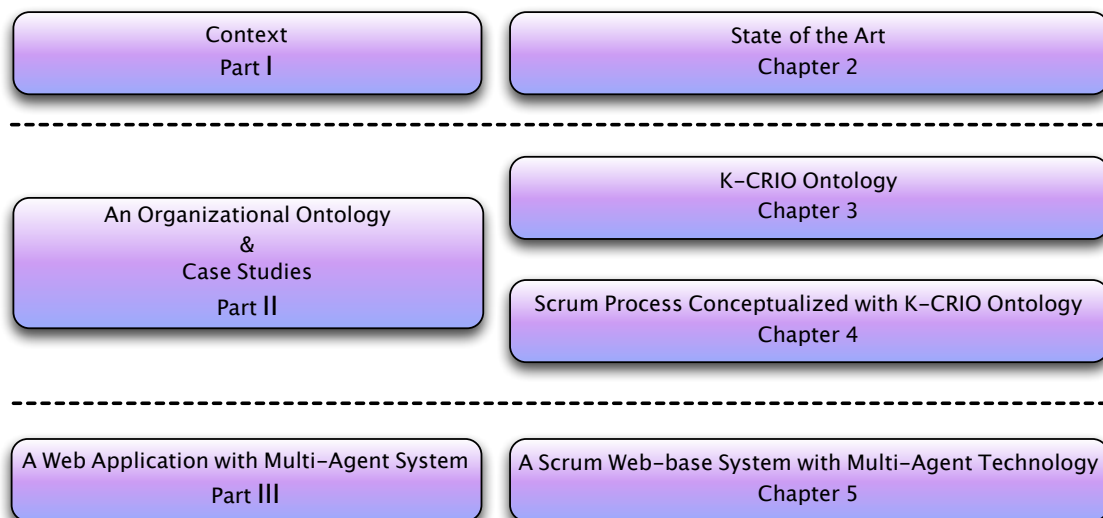 Context
Part I
State of the Art
Chapter 2
An Organizational Ontology
&
Case Studies
Part II
K-CRIO Ontology
Chapter 3
Scrum Process Conceptualized with K-CRIO Ontology
Chapter 4
A Web Application with Multi-Agent System
Part III
A Scrum Web-base System with Multi-Agent Technology
Chapter 5